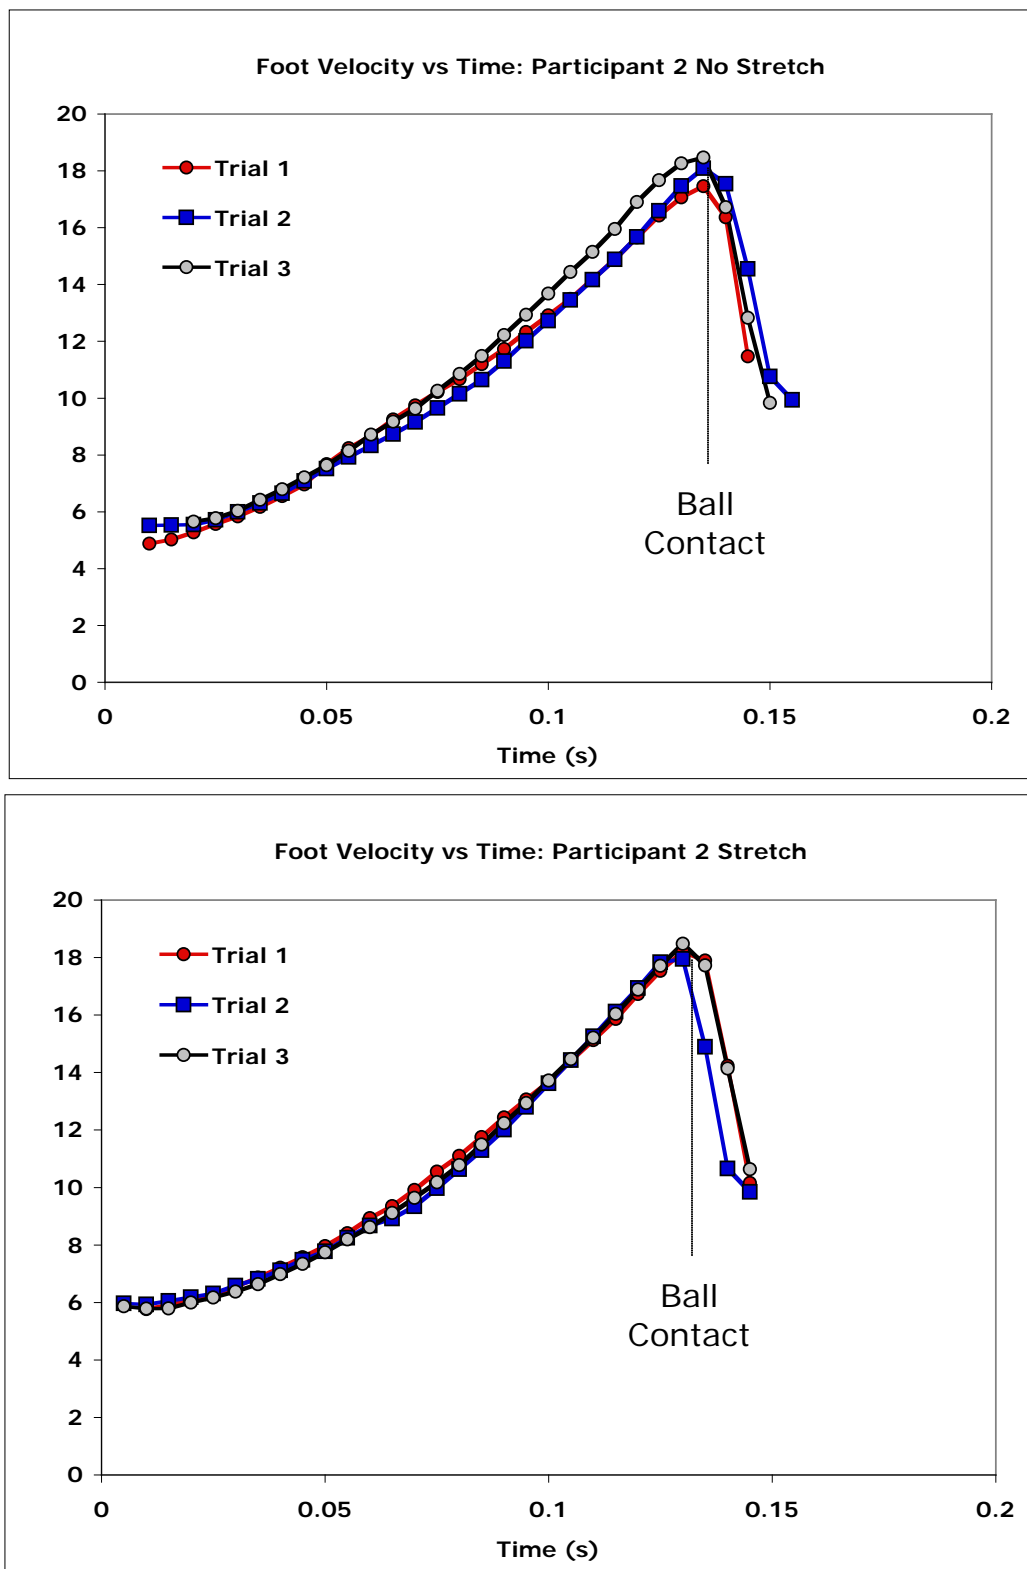 Foot Velocity vs Time: Participant 2 No Stretch
20
18
16
14
12
10
8
6
4
2
0
Trial 1
Trial 2
Trial 3
Ball
Contact
0 0.05 0.1 0.15 0.2
Time (s)
Foot Velocity vs Time: Participant 2 Stretch
20
18
16
14
12
10
8
6
4
2
0
Trial 1
Trial 2
Trial 3
Ball
Contact
0 0.05 0.1 0.15 0.2
Time (s)